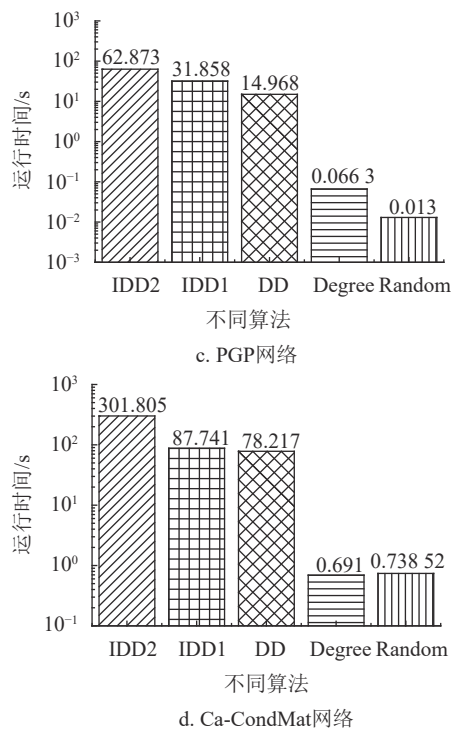 10³
10²
10¹
10⁰
10⁻¹
10⁻²
10⁻³
运行时间/s
62.873
31.858
14.968
0.066 3
0.013
IDD2 IDD1 DD Degree Random
不同算法
c. PGP网络
10³
10²
10¹
10⁰
10⁻¹
运行时间/s
301.805
87.741
78.217
0.691
0.738 52
IDD2 IDD1 DD Degree Random
不同算法
d. Ca-CondMat网络